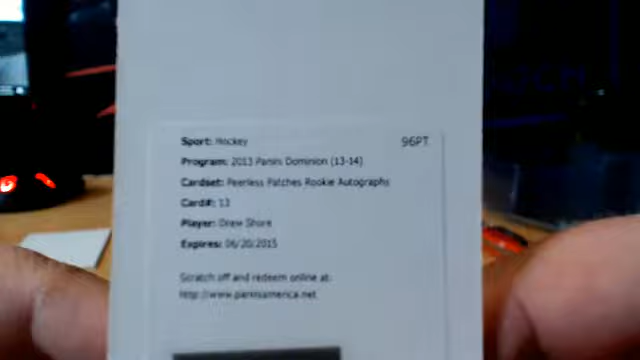 Sport: Hockey
96PT
Program: 2013 Panini Dominion (13-14)
Cardset: Peerless Patches Rookie Autographs
Card#: 13
Player: Drew Shore
Expires: 06/20/2015
Scratch off and redeem online at:
http://www.paniniamerica.net